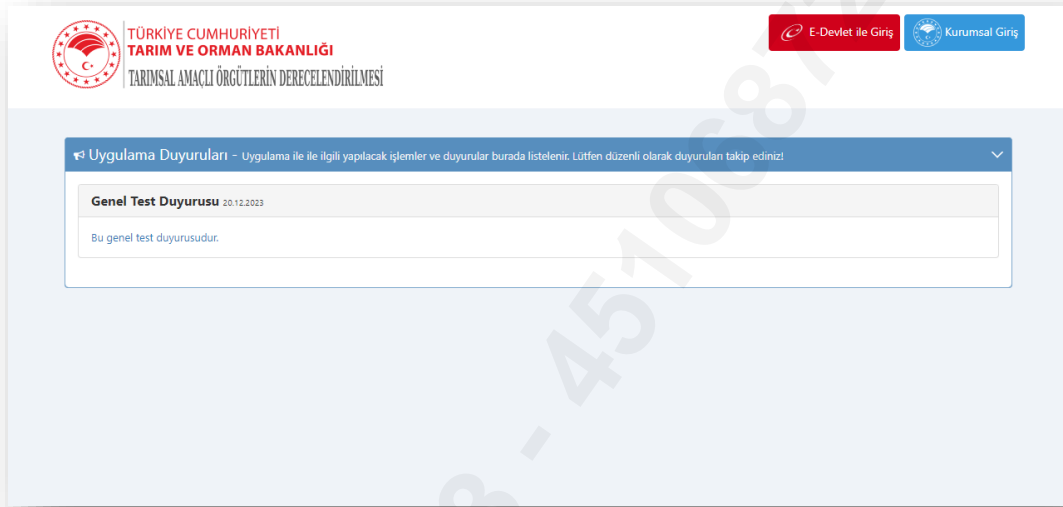 TÜRKİYE CUMHURİYETİ
TARIM VE ORMAN BAKANLIĞI
TARIMSAL AMAÇLI ÖRGÜTLERİN DERECELENDİRİLMESİ
E-Devlet ile Giriş
Kurumsal Giriş
Uygulama Duyuruları - Uygulama ile ile ilgili yapılacak işlemler ve duyurular burada listelenir. Lütfen düzenli olarak duyuruları takip ediniz!
Genel Test Duyurusu 20.12.2023
Bu genel test duyurusudur.